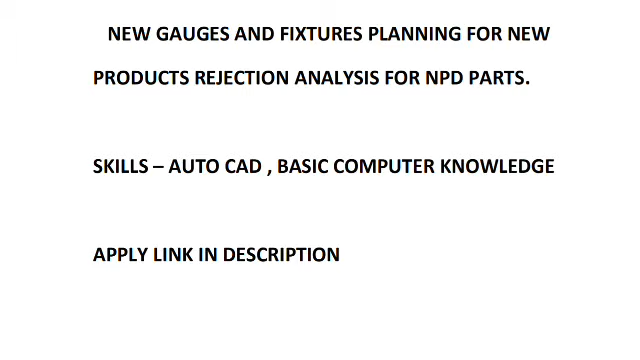 NEW GAUGES AND FIXTURES PLANNING FOR NEW
PRODUCTS REJECTION ANALYSIS FOR NPD PARTS.
SKILLS – AUTO CAD , BASIC COMPUTER KNOWLEDGE
APPLY LINK IN DESCRIPTION